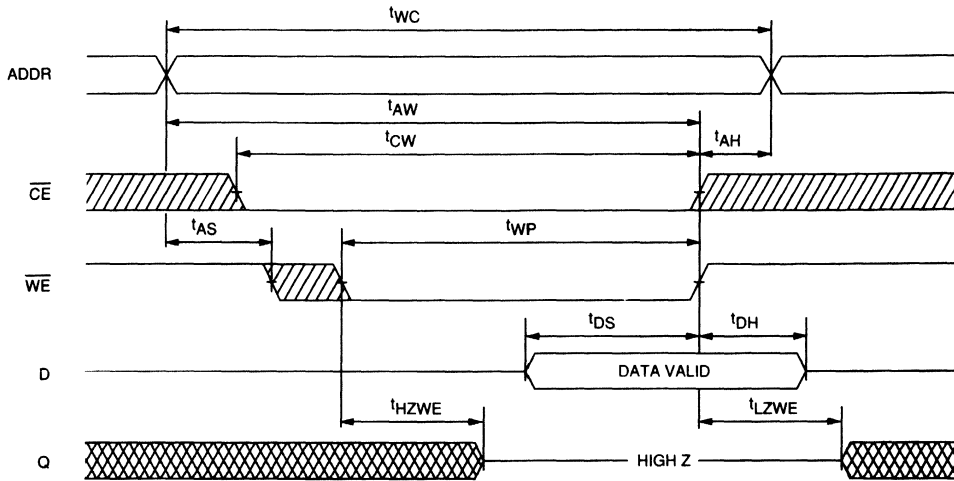 tWC
ADDR
tAW
tCW
tAH
CE
tAS
tWP
WE
tDS
tDH
D
DATA VALID
tHZWE
tLZWE
Q
HIGH Z